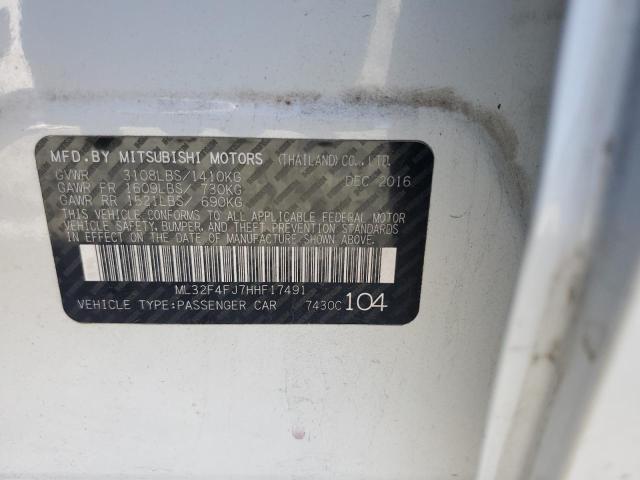 MFD.BY MITSUBISHI MOTORS (THAILAND) CO., LTD.
GVWR 3108LBS/1410KG DEC 2016
GAWR FR 1609LBS/ 730KG
GAWR RR 1521LBS/ 690KG
THIS VEHICLE CONFORMS TO ALL APPLICABLE FEDERAL MOTOR
VEHICLE SAFETY, BUMPER, AND THEFT PREVENTION STANDARDS
IN EFFECT ON THE DATE OF MANUFACTURE SHOWN ABOVE.
ML32F4FJ7HHF17491
VEHICLE TYPE:PASSENGER CAR 7430C 104